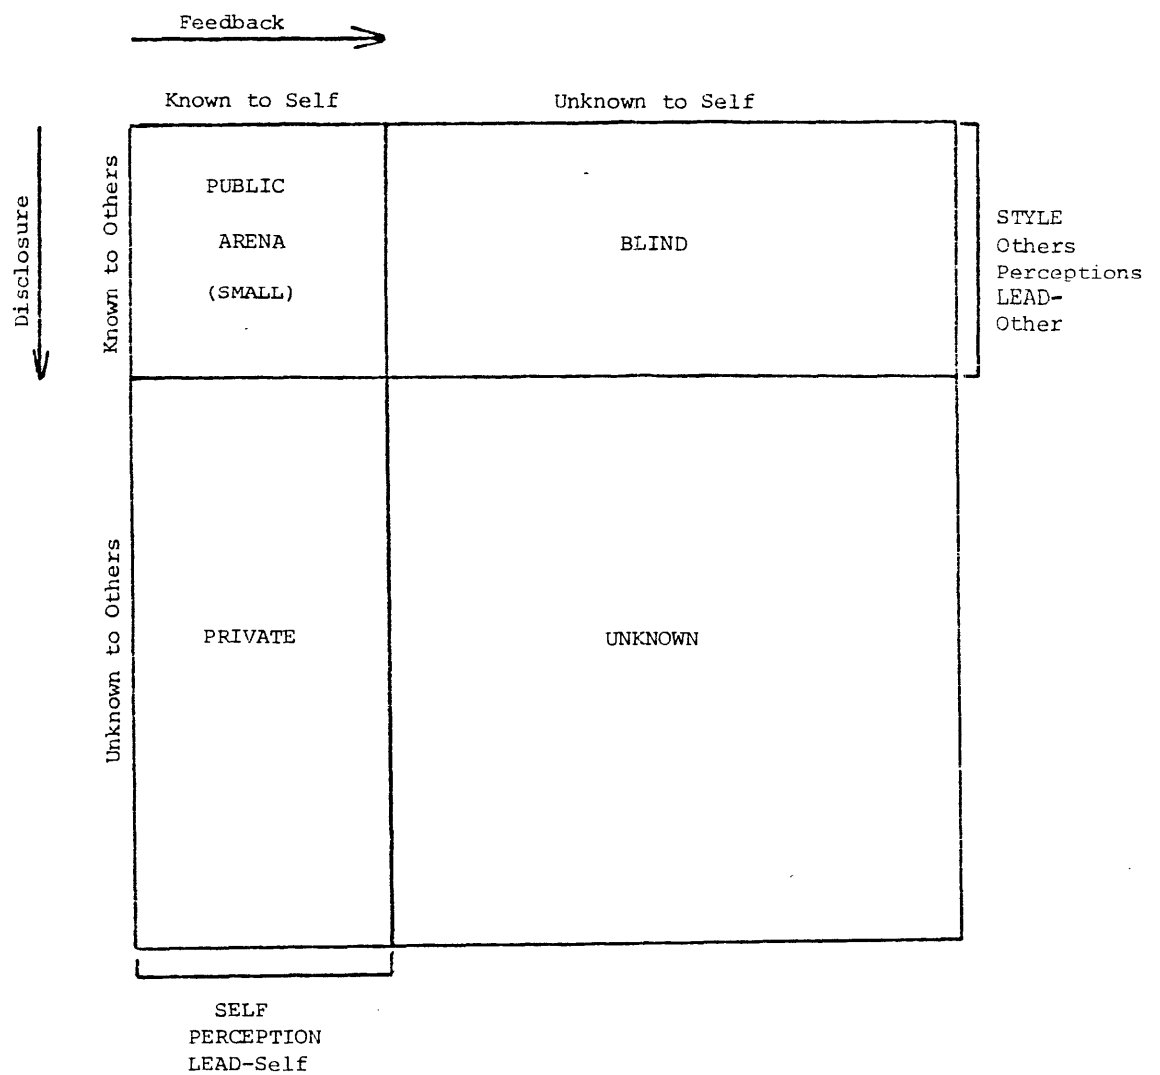 Feedback
Known to Self
Unknown to Self
Disclosure
Known to Others
PUBLIC
ARENA
(SMALL)
BLIND
STYLE
Others
Perceptions
LEAD-
Other
Unknown to Others
PRIVATE
UNKNOWN
SELF
PERCEPTION
LEAD-Self